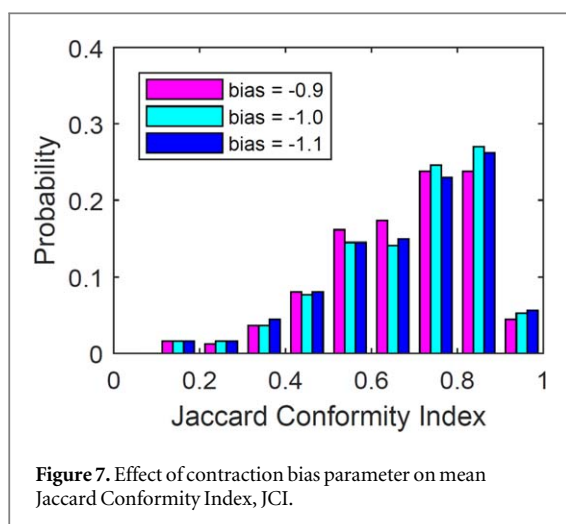 0.4
bias = -0.9
bias = -1.0
bias = -1.1
0.3
Probability
0.2
0.1
0
0 0.2 0.4 0.6 0.8 1
Jaccard Conformity Index
Figure 7. Effect of contraction bias parameter on mean
Jaccard Conformity Index, JCI.